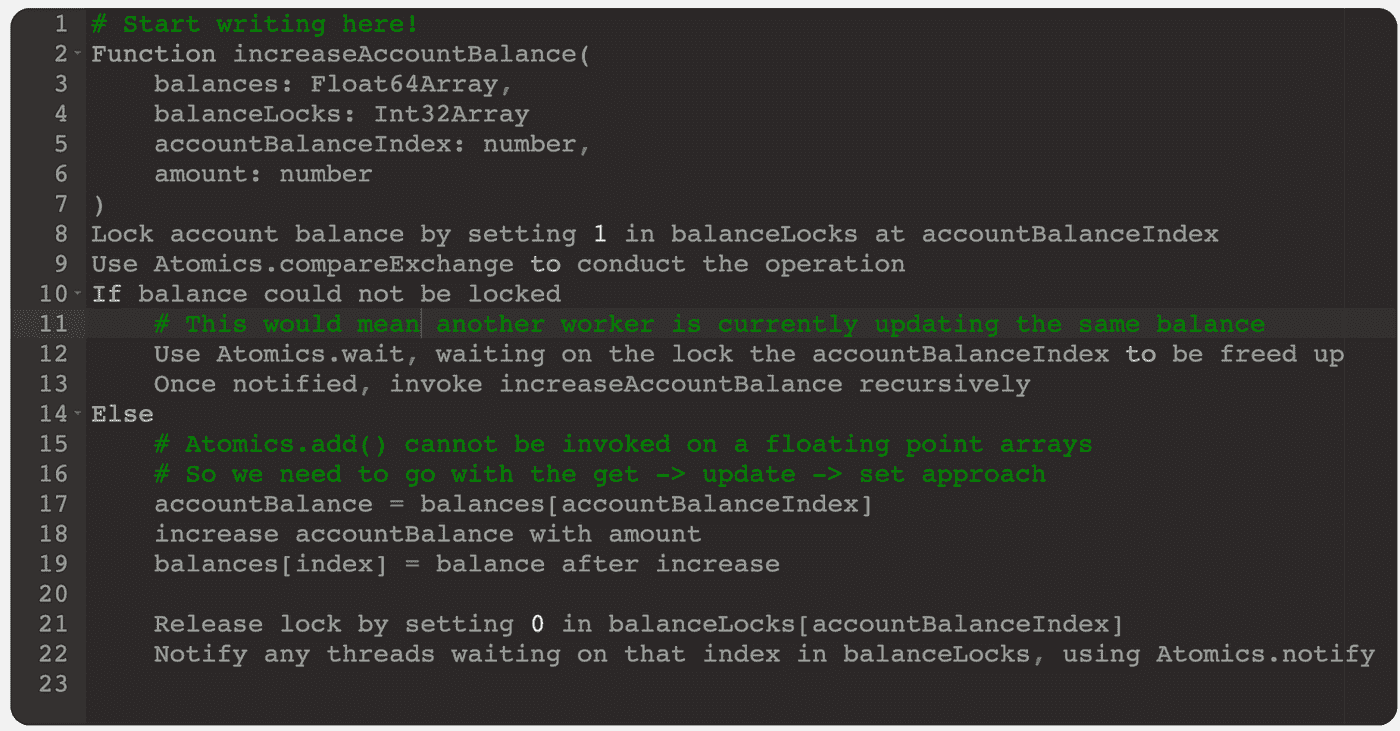 1 # Start writing here!
2 Function increaseAccountBalance(
3 balances: Float64Array,
4 balanceLocks: Int32Array
5 accountBalanceIndex: number,
6 amount: number
7 )
8 Lock account balance by setting 1 in balanceLocks at accountBalanceIndex
9 Use Atomics.compareExchange to conduct the operation
10 If balance could not be locked
11 # This would mean another worker is currently updating the same balance
12 Use Atomics.wait, waiting on the lock the accountBalanceIndex to be freed up
13 Once notified, invoke increaseAccountBalance recursively
14 Else
15 # Atomics.add() cannot be invoked on a floating point arrays
16 # So we need to go with the get -> update -> set approach
17 accountBalance = balances[accountBalanceIndex]
18 increase accountBalance with amount
19 balances[index] = balance after increase
20
21 Release lock by setting 0 in balanceLocks[accountBalanceIndex]
22 Notify any threads waiting on that index in balanceLocks, using Atomics.notify
23